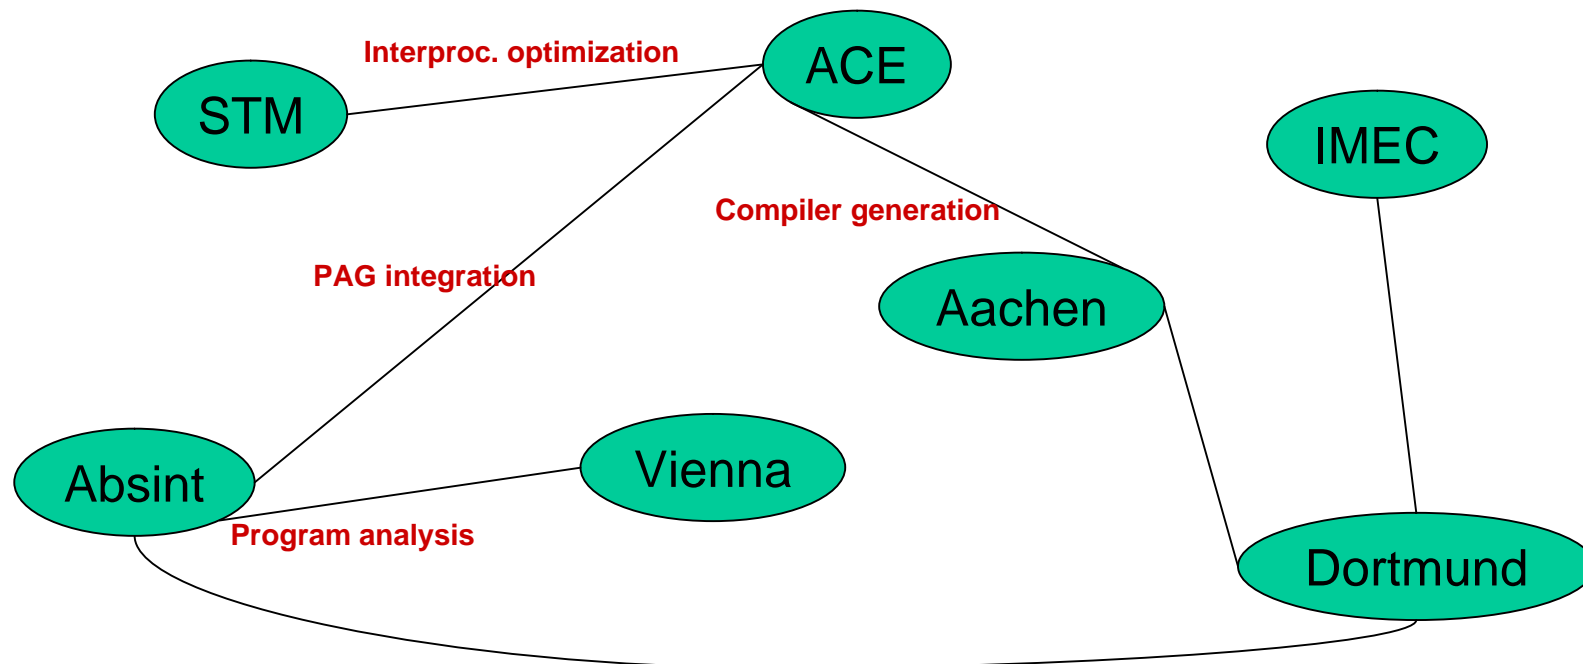 Interproc. optimization
ACE
STM
IMEC
Compiler generation
PAG integration
Aachen
Absint
Vienna
Program analysis
Dortmund